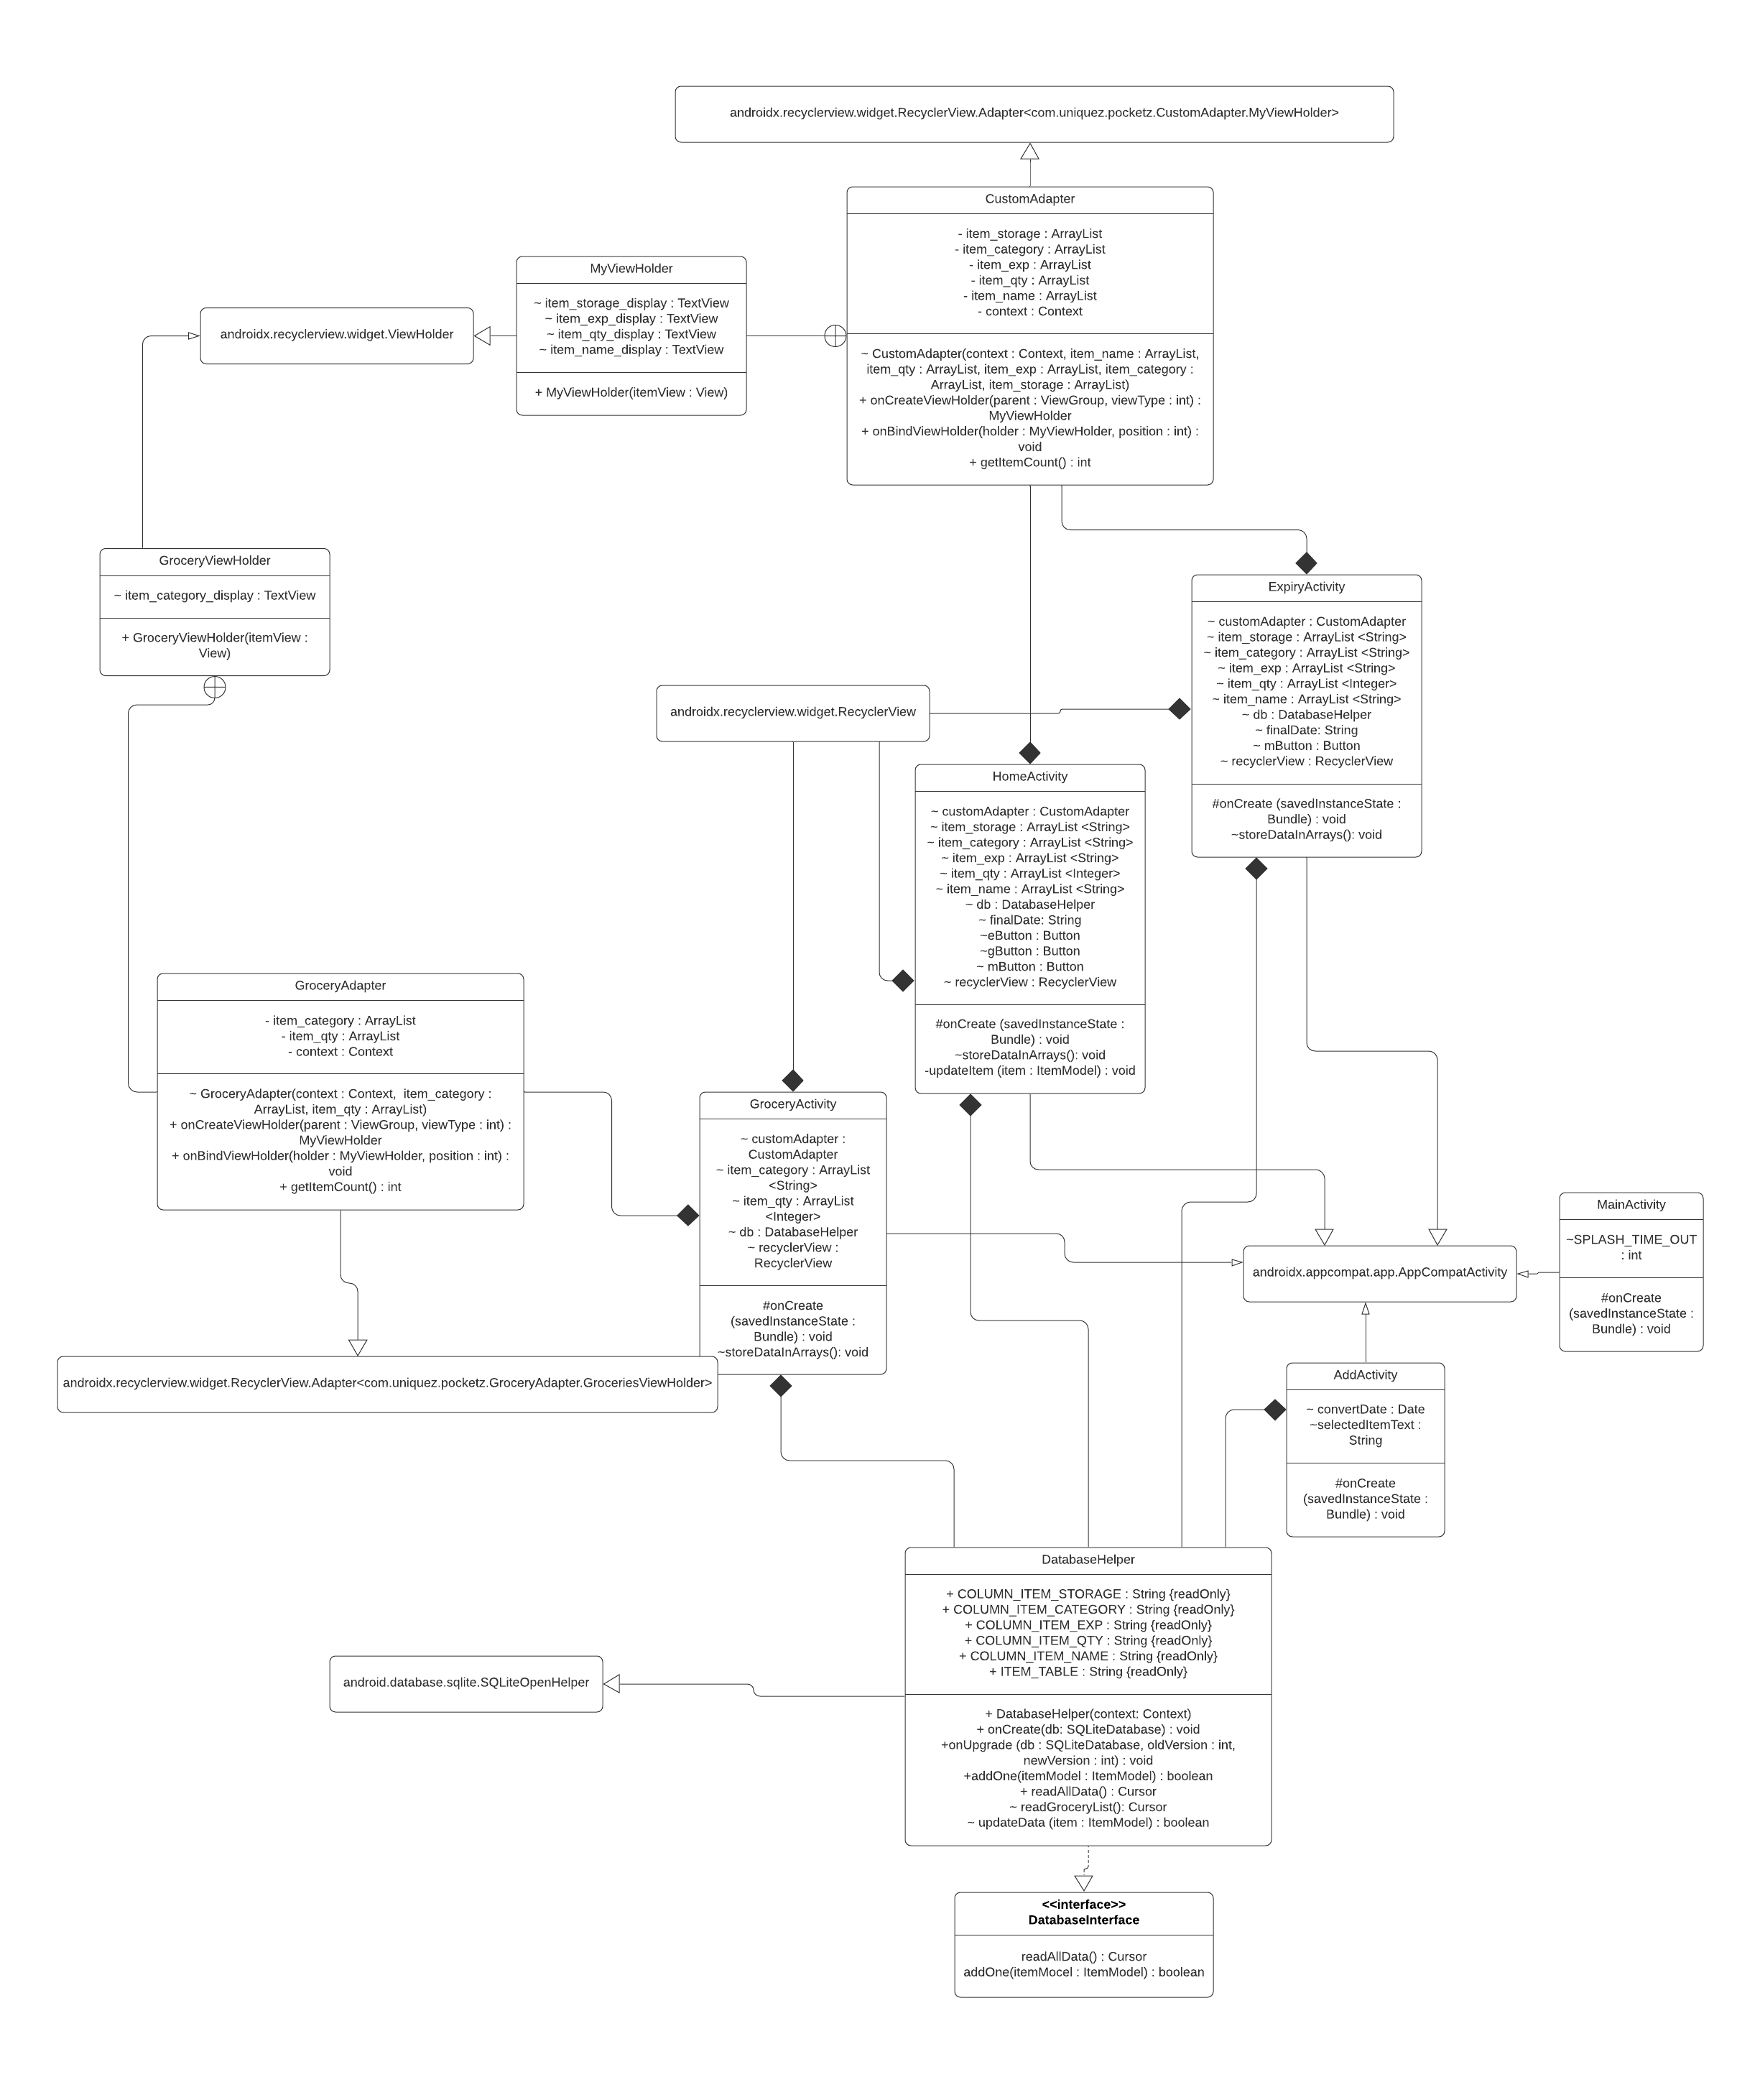 androidx.recyclerview.widget.RecyclerView.Adapter<com.uniquez.pocketz.CustomAdapter.MyViewHolder>
CustomAdapter
- item_storage : ArrayList
- item_category : ArrayList
- item_exp : ArrayList
- item_qty : ArrayList
- item_name : ArrayList
- context : Context
~ CustomAdapter(context : Context, item_name : ArrayList,
item_qty : ArrayList, item_exp : ArrayList, item_category :
ArrayList, item_storage : ArrayList)
+ onCreateViewHolder(parent : ViewGroup, viewType : int) :
MyViewHolder
+ onBindViewHolder(holder : MyViewHolder, position : int) :
void
+ getItemCount() : int
MyViewHolder
~ item_storage_display : TextView
~ item_exp_display : TextView
~ item_qty_display : TextView
~ item_name_display : TextView
+ MyViewHolder(itemView : View)
androidx.recyclerview.widget.ViewHolder
GroceryViewHolder
~ item_category_display : TextView
+ GroceryViewHolder(itemView :
View)
ExpiryActivity
~ customAdapter : CustomAdapter
~ item_storage : ArrayList <String>
~ item_category : ArrayList <String>
~ item_exp : ArrayList <String>
~ item_qty : ArrayList <Integer>
~ item_name : ArrayList <String>
~ db : DatabaseHelper
~ finalDate: String
~ mButton : Button
~ recyclerView : RecyclerView
#onCreate (savedInstanceState :
Bundle) : void
~storeDataInArrays(): void
androidx.recyclerview.widget.RecyclerView
HomeActivity
~ customAdapter : CustomAdapter
~ item_storage : ArrayList <String>
~ item_category : ArrayList <String>
~ item_exp : ArrayList <String>
~ item_qty : ArrayList <Integer>
~ item_name : ArrayList <String>
~ db : DatabaseHelper
~ finalDate: String
~eButton : Button
~gButton : Button
~ mButton : Button
~ recyclerView : RecyclerView
#onCreate (savedInstanceState :
Bundle) : void
~storeDataInArrays(): void
-updateItem (item : ItemModel) : void
GroceryAdapter
- item_category : ArrayList
- item_qty : ArrayList
- context : Context
~ GroceryAdapter(context : Context,  item_category :
ArrayList, item_qty : ArrayList)
+ onCreateViewHolder(parent : ViewGroup, viewType : int) :
MyViewHolder
+ onBindViewHolder(holder : MyViewHolder, position : int) :
void
+ getItemCount() : int
GroceryActivity
~ customAdapter :
CustomAdapter
~ item_category : ArrayList
<String>
~ item_qty : ArrayList
<Integer>
~ db : DatabaseHelper
~ recyclerView :
RecyclerView
#onCreate
(savedInstanceState :
Bundle) : void
~storeDataInArrays(): void
androidx.appcompat.app.AppCompatActivity
MainActivity
~SPLASH_TIME_OUT
: int
#onCreate
(savedInstanceState :
Bundle) : void
androidx.recyclerview.widget.RecyclerView.Adapter<com.uniquez.pocketz.GroceryAdapter.GroceriesViewHolder>
AddActivity
~ convertDate : Date
~selectedItemText :
String
#onCreate
(savedInstanceState :
Bundle) : void
DatabaseHelper
+ COLUMN_ITEM_STORAGE : String {readOnly}
+ COLUMN_ITEM_CATEGORY : String {readOnly}
+ COLUMN_ITEM_EXP : String {readOnly}
+ COLUMN_ITEM_QTY : String {readOnly}
+ COLUMN_ITEM_NAME : String {readOnly}
+ ITEM_TABLE : String {readOnly}
+ DatabaseHelper(context: Context)
+ onCreate(db: SQLiteDatabase) : void
+onUpgrade (db : SQLiteDatabase, oldVersion : int,
newVersion : int) : void
+addOne(itemModel : ItemModel) : boolean
+ readAllData() : Cursor
~ readGroceryList(): Cursor
~ updateData (item : ItemModel) : boolean
android.database.sqlite.SQLiteOpenHelper
<<interface>>
DatabaseInterface
readAllData() : Cursor
addOne(itemMocel : ItemModel) : boolean